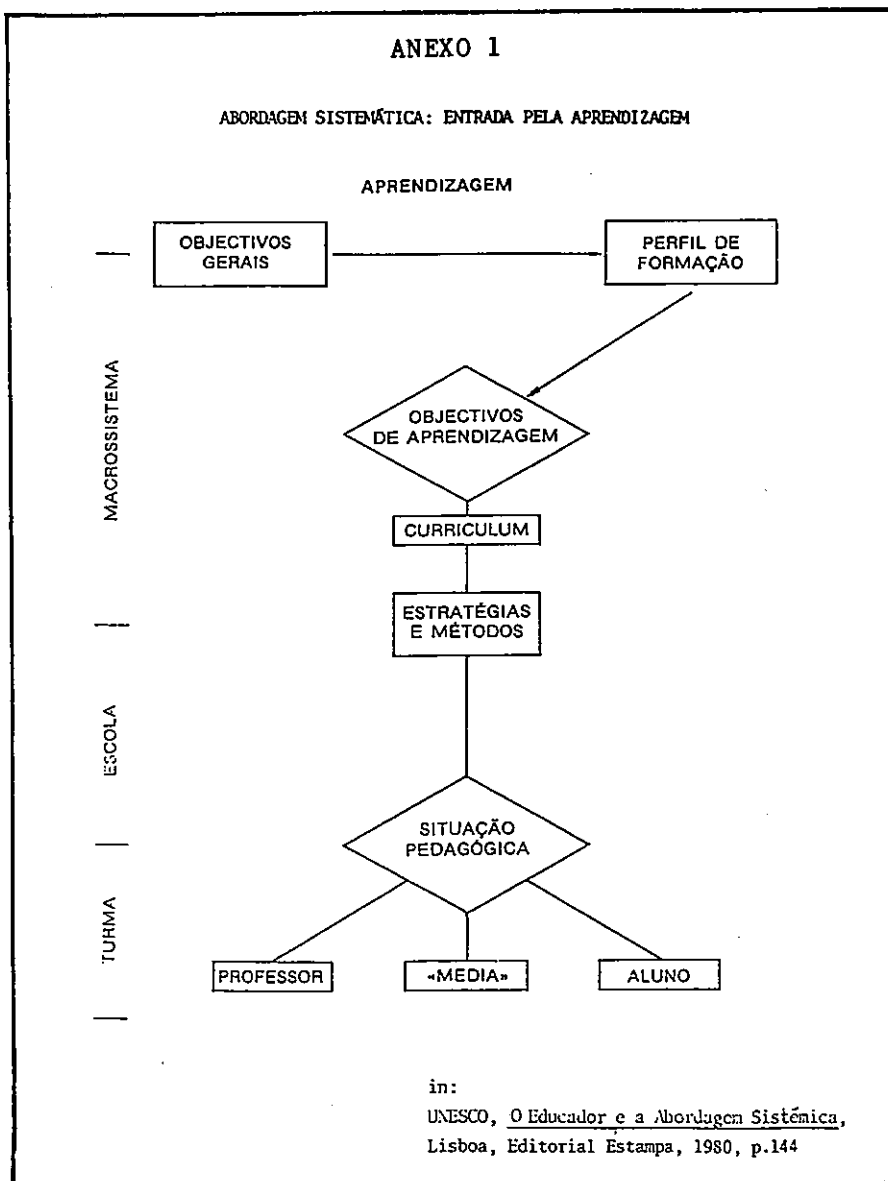 ANEXO 1
ABORDAGEM SISTEMÁTICA: ENTRADA PELA APRENDIZAGEM
APRENDIZAGEM
OBJECTIVOS
GERAIS
PERFIL DE
FORMAÇÃO
MACROSSISTEMA
OBJECTIVOS
DE APRENDIZAGEM
CURRICULUM
ESTRATÉGIAS
E MÉTODOS
ESCOLA
SITUAÇÃO
PEDAGÓGICA
TURMA
PROFESSOR
«MEDIA»
ALUNO
in:
UNESCO, O Educador e a Abordagem Sistémica,
Lisboa, Editorial Estampa, 1980, p.144